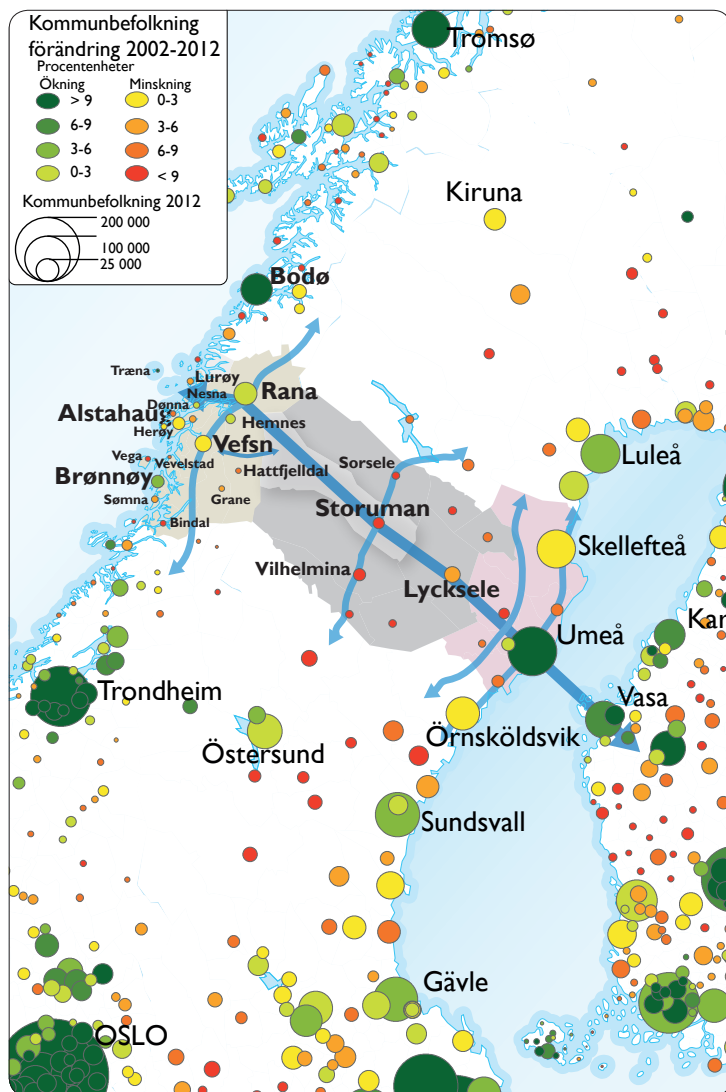 Kommunbefolkning
förändring 2002-2012
Procentenheter
Ökning Minskning
> 9 0-3
6-9 3-6
3-6 6-9
0-3 < 9
Kommunbefolkning 2012
200 000
100 000
25 000
Tromsø
Kiruna
Bodø
Træna
Lurøy
Rana
Nesna
Dønna
Alstahaug
Hemnes
Herøy
Vefsn
Luleå
Vega
Vevelstad
Sorsele
Hattfjelldal
Brønnøy
Grane
Sømna
Storuman
Bindal
Skellefteå
Vilhelmina
Lycksele
Kar
Umeå
Trondheim
Vasa
Östersund
Örnsköldsvik
Sundsvall
Gävle
OSLO